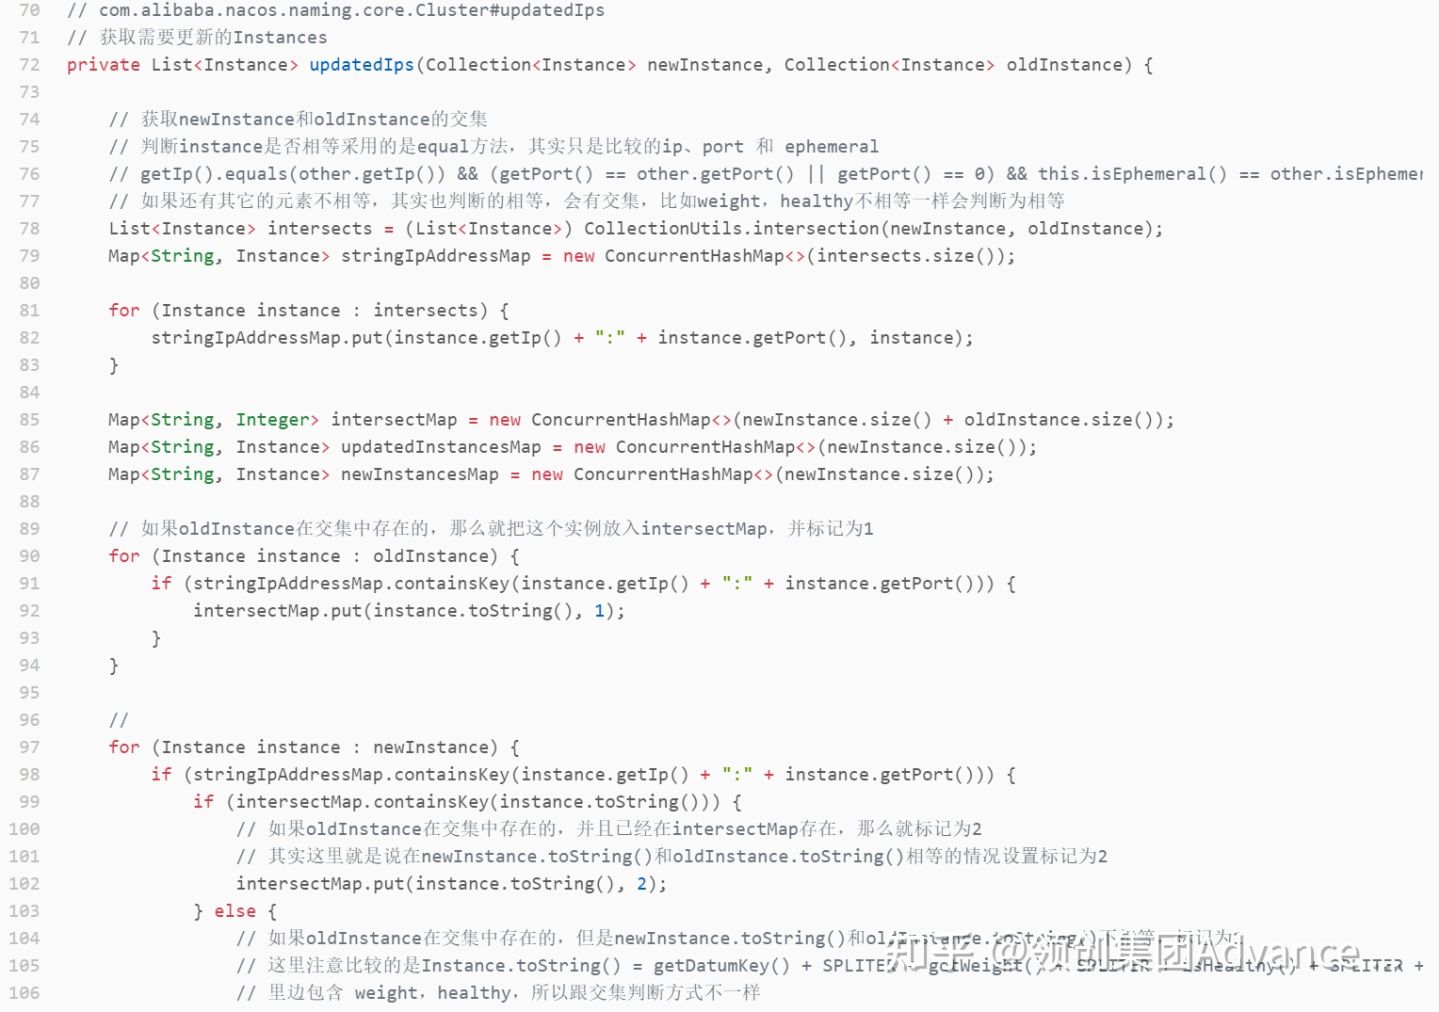 70 // com.alibaba.nacos.naming.core.Cluster#updatedIps
71 // 获取需要更新的Instances
72 private List<Instance> updatedIps(Collection<Instance> newInstance, Collection<Instance> oldInstance) {
73
74 // 获取newInstance和oldInstance的交集
75 // 判断instance是否相等采用的是equal方法，其实只是比较的ip、port 和 ephemeral
76 // getIp().equals(other.getIp()) && (getPort() == other.getPort() || getPort() == 0) && this.isEphemeral() == other.isEphemer
77 // 如果还有其它的元素不相等，其实也判断的相等，会有交集，比如weight，healthy不相等一样会判断为相等
78 List<Instance> intersects = (List<Instance>) CollectionUtils.intersection(newInstance, oldInstance);
79 Map<String, Instance> stringIpAddressMap = new ConcurrentHashMap<>(intersects.size());
80
81 for (Instance instance : intersects) {
82 stringIpAddressMap.put(instance.getIp() + ":" + instance.getPort(), instance);
83 }
84
85 Map<String, Integer> intersectMap = new ConcurrentHashMap<>(newInstance.size() + oldInstance.size());
86 Map<String, Instance> updatedInstancesMap = new ConcurrentHashMap<>(newInstance.size());
87 Map<String, Instance> newInstancesMap = new ConcurrentHashMap<>(newInstance.size());
88
89 // 如果oldInstance在交集中存在的，那么就把这个实例放入intersectMap，并标记为1
90 for (Instance instance : oldInstance) {
91 if (stringIpAddressMap.containsKey(instance.getIp() + ":" + instance.getPort())) {
92 intersectMap.put(instance.toString(), 1);
93 }
94 }
95
96 //
97 for (Instance instance : newInstance) {
98 if (stringIpAddressMap.containsKey(instance.getIp() + ":" + instance.getPort())) {
99 if (intersectMap.containsKey(instance.toString())) {
100 // 如果oldInstance在交集中存在的，并且已经在intersectMap存在，那么就标记为2
101 // 其实这里就是说在newInstance.toString()和oldInstance.toString()相等的情况设置标记为2
102 intersectMap.put(instance.toString(), 2);
103 } else {
104 // 如果oldInstance在交集中存在的，但是newInstance.toString()和oldInstance.toString()不相等，标记为
105 // 这里注意比较的是Instance.toString() = getDatumKey() + SPLITER + getWeight() + SPLITER + isHealthy() + SPLITER +
106 // 里边包含 weight，healthy，所以跟交集判断方式不一样
知乎 @领创集团Advance